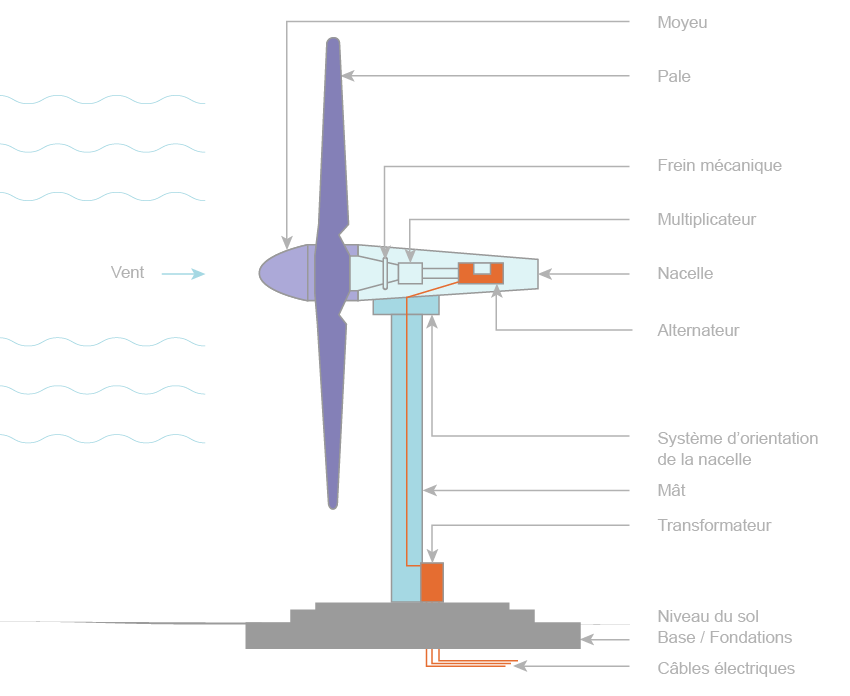 Moyeu
Pale
Frein mécanique
Multiplicateur
Vent
Nacelle
Alternateur
Système d’orientation
de la nacelle
Mât
Transformateur
Niveau du sol
Base / Fondations
Câbles électriques